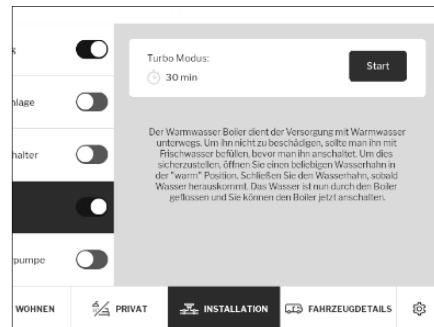 Turbo Modus:
30 min
Start
Der Warmwasser Boiler dient der Versorgung mit Warmwasser
unterwegs. Um ihn nicht zu beschädigen, sollte man ihn mit
Frischwasser befüllen, bevor man ihn anschaltet. Um dies
sicherzustellen, öffnen Sie einen beliebigen Wasserhahn in
der "warm" Position. Schließen Sie den Wasserhahn, sobald
Wasser herauskommt. Das Wasser ist nun durch den Boiler
geflossen und Sie können den Boiler jetzt anschalten.
nlage
halter
pumpe
WOHNEN
PRIVAT
INSTALLATION
FAHRZEUGDETAILS